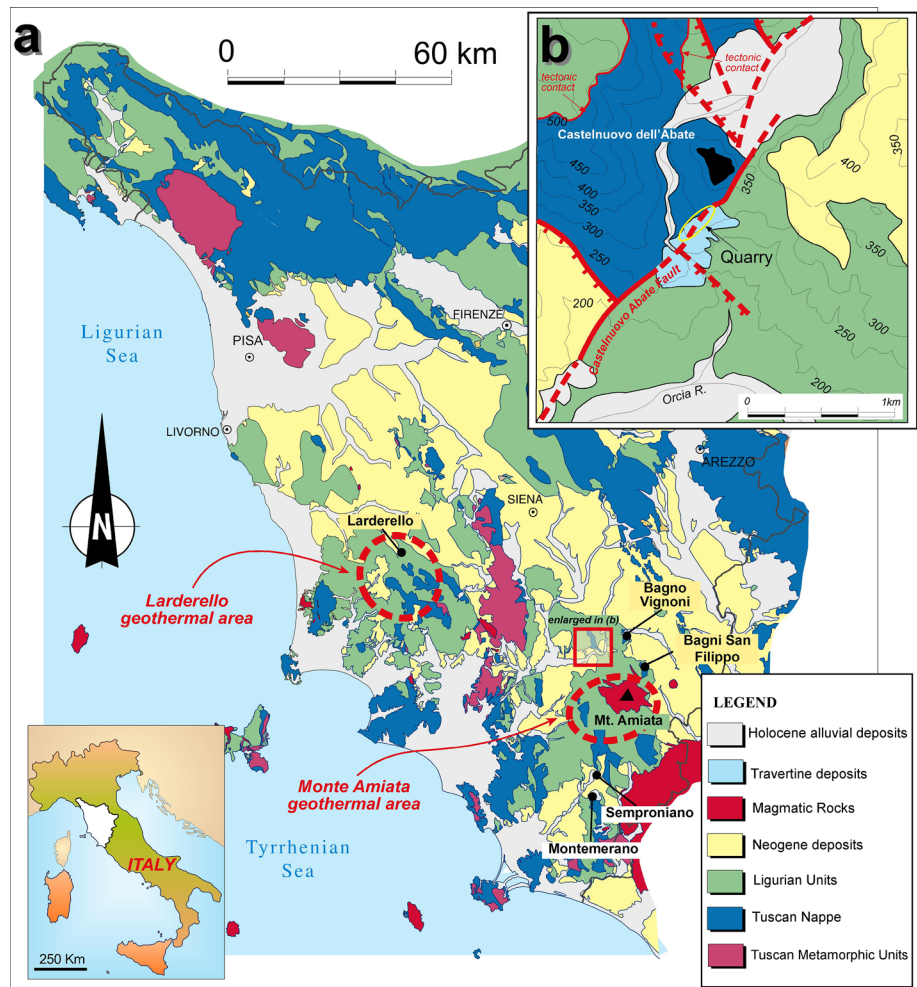 a
0 60 km
Ligurian
Sea
PISA
FIRENZE
LIVORNO
AREZZO
SIENA
N
Larderello
Larderello
geothermal area
Bagno
Vignoni
enlarged in (b)
Bagni San
Filippo
Mt. Amiata
Monte Amiata
geothermal area
Semproniano
Montemerano
Tyrrhenian
Sea
ITALY
250 Km
b
tectonic
contact
tectonic
contact
500
Castelnuovo dell'Abate
450
400
350
300
250
200
350
400
350
350
Quarry
Castelnuovo Abate Fault
300
250
200
Orcia R.
0 1km
LEGEND
Holocene alluvial deposits
Travertine deposits
Magmatic Rocks
Neogene deposits
Ligurian Units
Tuscan Nappe
Tuscan Metamorphic Units